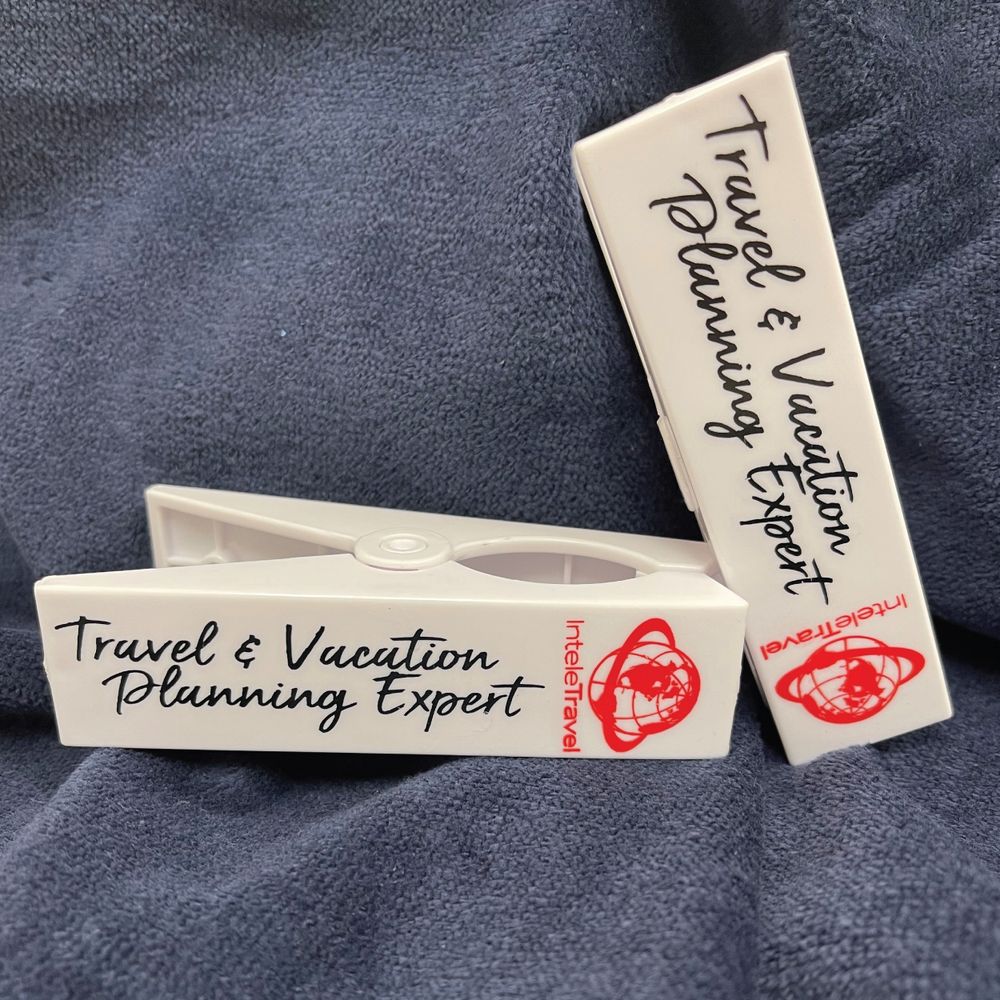 Travel & Vacation
Planning Expert
InteleTravel
Travel & Vacation
Planning Expert
InteleTravel